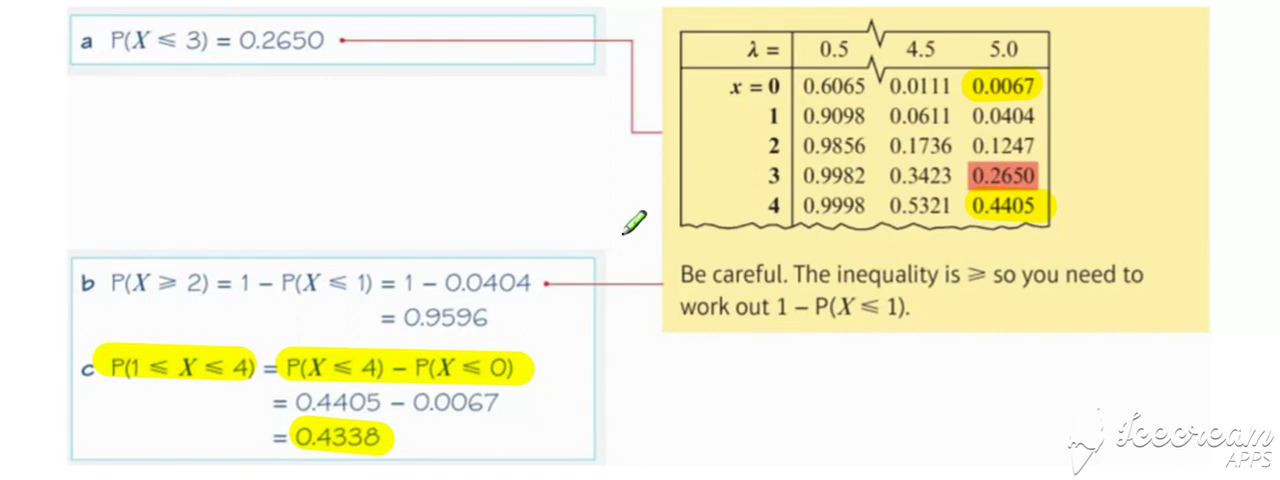 a P(X ≤ 3) = 0.2650
λ = 0.5 4.5 5.0
x = 0 0.6065 0.0111 0.0067
1 0.9098 0.0611 0.0404
2 0.9856 0.1736 0.1247
3 0.9982 0.3423 0.2650
4 0.9998 0.5321 0.4405
b P(X ≥ 2) = 1 − P(X ≤ 1) = 1 − 0.0404
= 0.9596
Be careful. The inequality is ≥ so you need to
work out 1 − P(X ≤ 1).
c P(1 ≤ X ≤ 4) = P(X ≤ 4) − P(X ≤ 0)
= 0.4405 − 0.0067
= 0.4338
Icecream
APPS